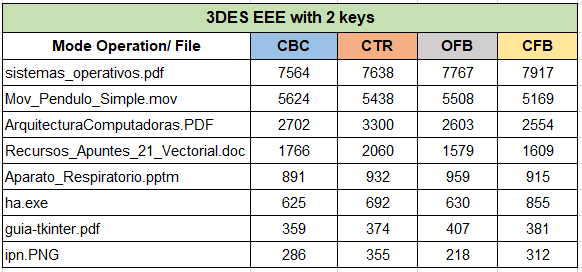 3DES EEE with 2 keys
Mode Operation/ File CBC CTR OFB CFB
sistemas_operativos.pdf 7564 7638 7767 7917
Mov_Pendulo_Simple.mov 5624 5438 5508 5169
ArquitecturaComputadoras.PDF 2702 3300 2603 2554
Recursos_Apuntes_21_Vectorial.doc 1766 2060 1579 1609
Aparato_Respiratorio.pptm 891 932 959 915
ha.exe 625 692 630 855
guia-tkinter.pdf 359 374 407 381
ipn.PNG 286 355 218 312